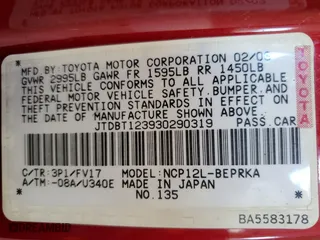 MFD BY TOYOTA MOTOR CORPORATION 02/03
GVWR 2995LB GAWR FR 1595LB RR 1450LB
THIS VEHICLE CONFORMS TO ALL APPLICABLE
FEDERAL MOTOR VEHICLE SAFETY, BUMPER, AND
THEFT PREVENTION STANDARDS IN EFFECT ON
THE DATE OF MANUFACTURE SHOWN ABOVE.
JTDBT123930290319 PASS.CAR
TOYOTA
C/TR: 3P1/FV17 MODEL: NCP12L-BEPRKA
A/TM: -08A/U340E MADE IN JAPAN
NO.135
BA5583178